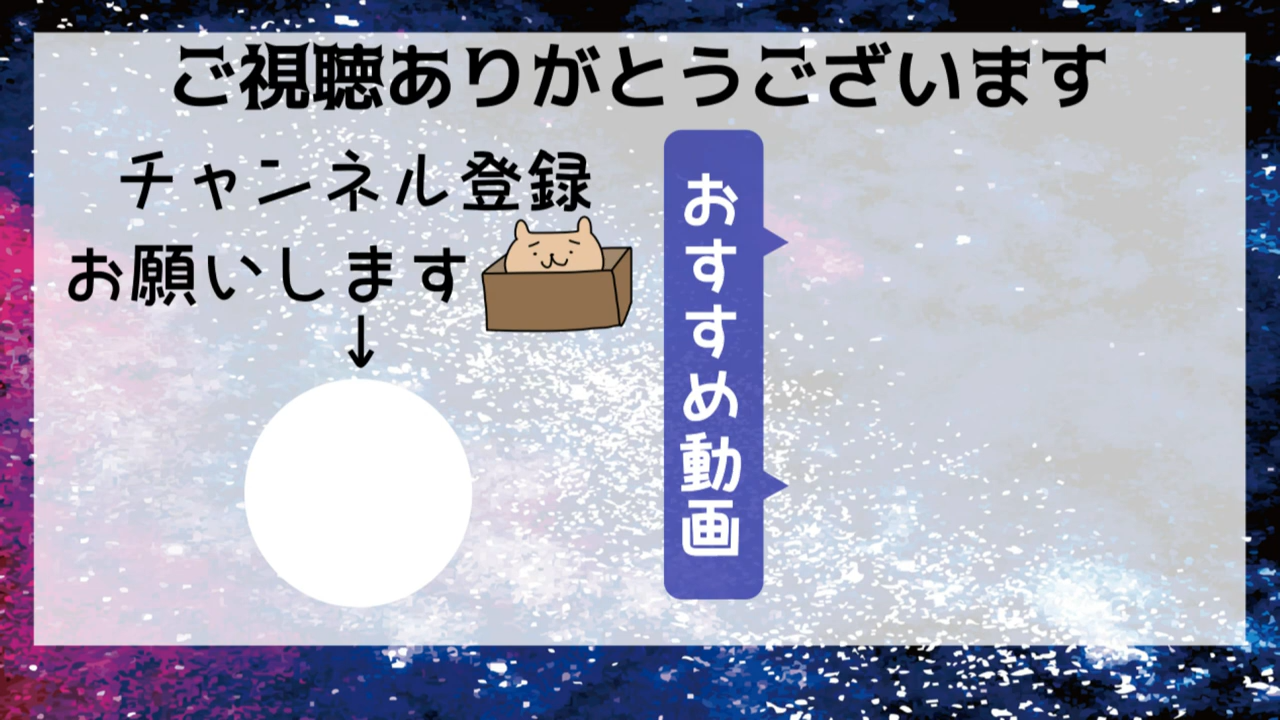 ご視聴ありがとうございます
チャンネル登録
お願いします
↓
おすすめ動画